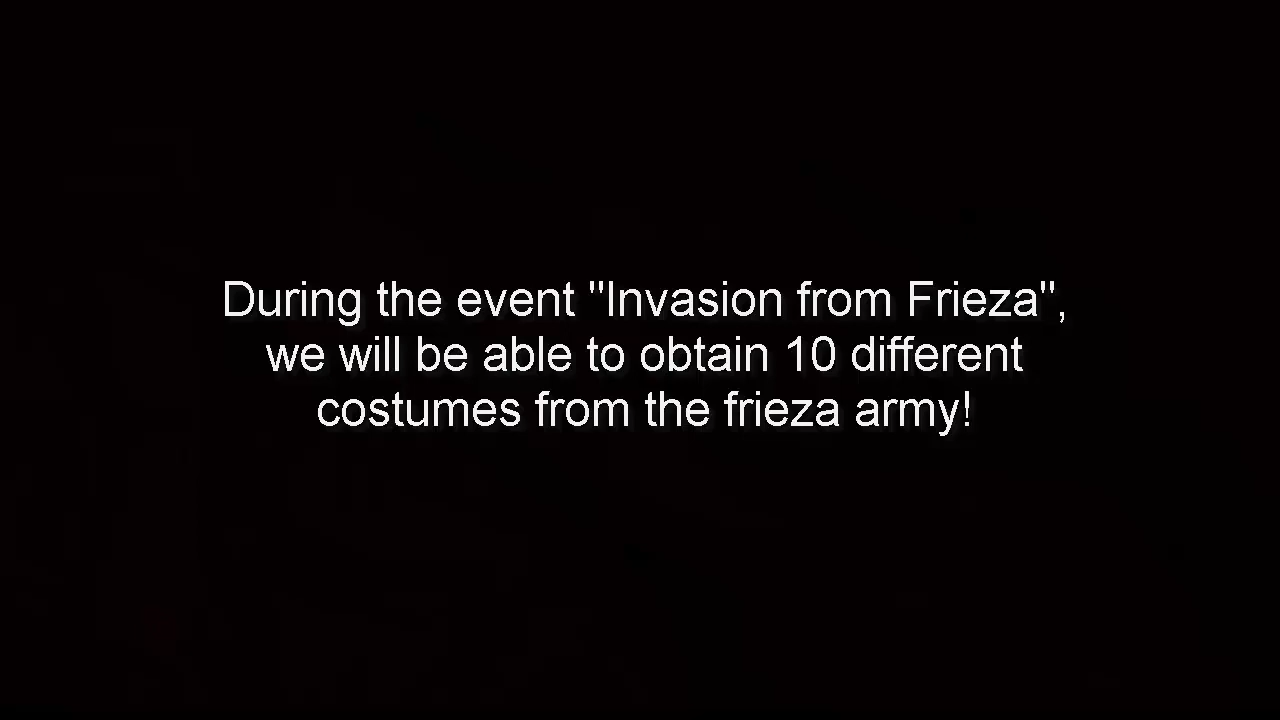 During the event "Invasion from Frieza",
we will be able to obtain 10 different
costumes from the frieza army!